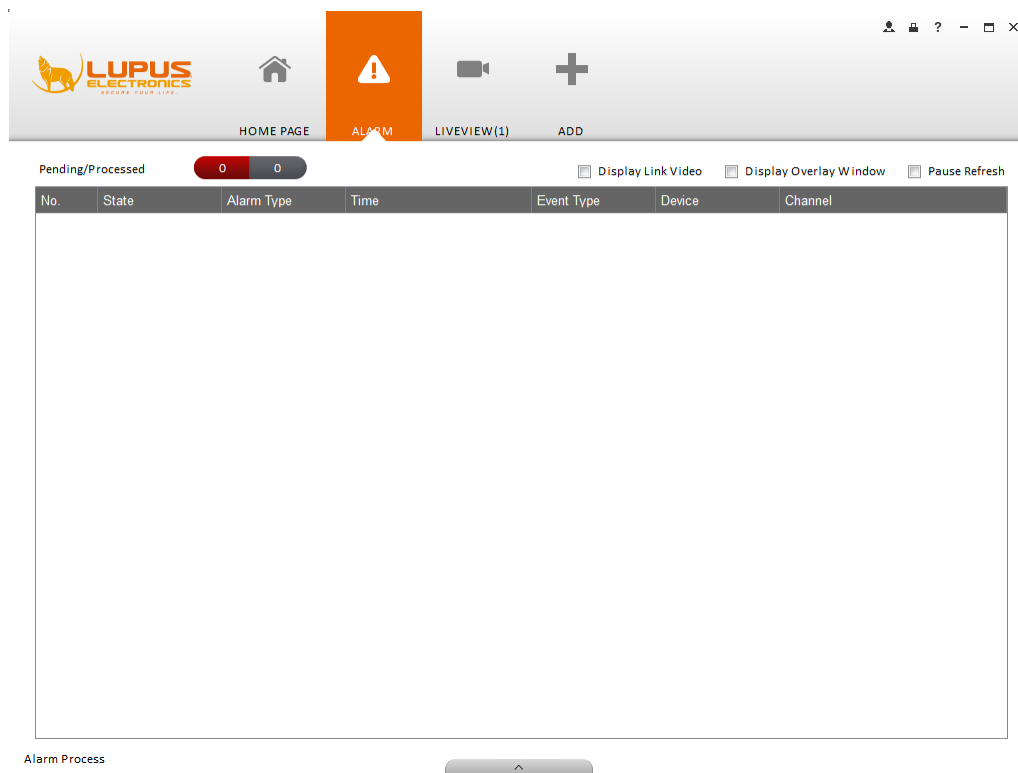 LUPUS
ELECTRONICS
SECURE YOUR LIFE.
?
HOME PAGE
ALARM
LIVEVIEW(1)
ADD
Pending/Processed 0 0
Display Link Video
Display Overlay Window
Pause Refresh
No. State Alarm Type Time Event Type Device Channel
Alarm Process